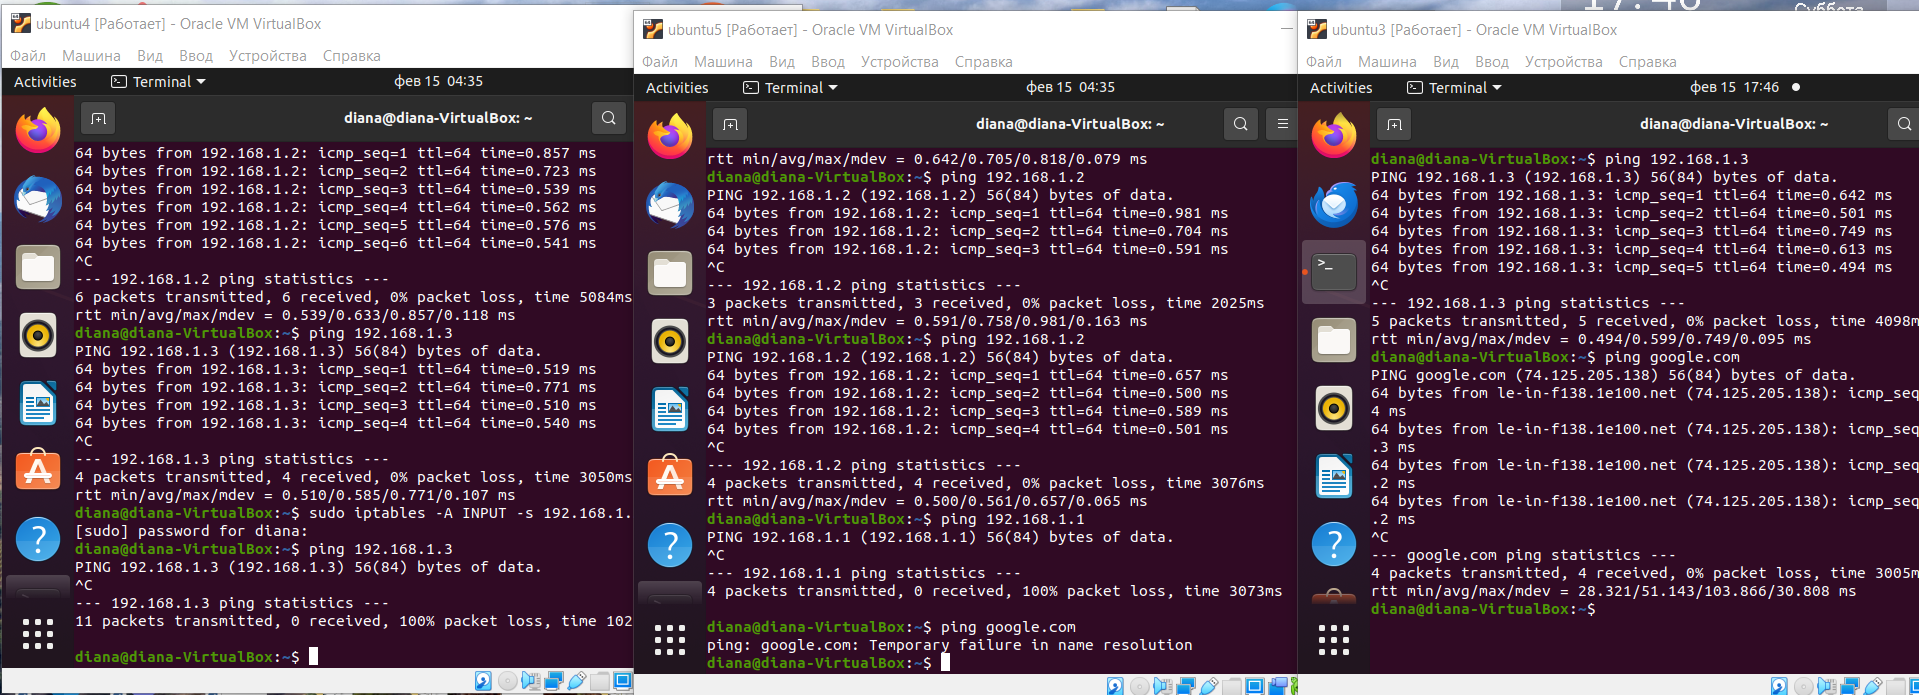 17:46
Суббота
ubuntu4 [Работает] - Oracle VM VirtualBox
Файл Машина Вид Ввод Устройства Справка
Activities Terminal фев 15 04:35
diana@diana-VirtualBox: ~
64 bytes from 192.168.1.2: icmp_seq=1 ttl=64 time=0.857 ms
64 bytes from 192.168.1.2: icmp_seq=2 ttl=64 time=0.723 ms
64 bytes from 192.168.1.2: icmp_seq=3 ttl=64 time=0.539 ms
64 bytes from 192.168.1.2: icmp_seq=4 ttl=64 time=0.562 ms
64 bytes from 192.168.1.2: icmp_seq=5 ttl=64 time=0.576 ms
64 bytes from 192.168.1.2: icmp_seq=6 ttl=64 time=0.541 ms
^C
--- 192.168.1.2 ping statistics ---
6 packets transmitted, 6 received, 0% packet loss, time 5084ms
rtt min/avg/max/mdev = 0.539/0.633/0.857/0.118 ms
diana@diana-VirtualBox:~$ ping 192.168.1.3
PING 192.168.1.3 (192.168.1.3) 56(84) bytes of data.
64 bytes from 192.168.1.3: icmp_seq=1 ttl=64 time=0.519 ms
64 bytes from 192.168.1.3: icmp_seq=2 ttl=64 time=0.771 ms
64 bytes from 192.168.1.3: icmp_seq=3 ttl=64 time=0.510 ms
64 bytes from 192.168.1.3: icmp_seq=4 ttl=64 time=0.540 ms
^C
--- 192.168.1.3 ping statistics ---
4 packets transmitted, 4 received, 0% packet loss, time 3050ms
rtt min/avg/max/mdev = 0.510/0.585/0.771/0.107 ms
diana@diana-VirtualBox:~$ sudo iptables -A INPUT -s 192.168.1.
[sudo] password for diana:
diana@diana-VirtualBox:~$ ping 192.168.1.3
PING 192.168.1.3 (192.168.1.3) 56(84) bytes of data.
^C
--- 192.168.1.3 ping statistics ---
11 packets transmitted, 0 received, 100% packet loss, time 102
diana@diana-VirtualBox:~$
ubuntu5 [Работает] - Oracle VM VirtualBox
Файл Машина Вид Ввод Устройства Справка
Activities Terminal фев 15 04:35
diana@diana-VirtualBox: ~
rtt min/avg/max/mdev = 0.642/0.705/0.818/0.079 ms
diana@diana-VirtualBox:~$ ping 192.168.1.2
PING 192.168.1.2 (192.168.1.2) 56(84) bytes of data.
64 bytes from 192.168.1.2: icmp_seq=1 ttl=64 time=0.981 ms
64 bytes from 192.168.1.2: icmp_seq=2 ttl=64 time=0.704 ms
64 bytes from 192.168.1.2: icmp_seq=3 ttl=64 time=0.591 ms
^C
--- 192.168.1.2 ping statistics ---
3 packets transmitted, 3 received, 0% packet loss, time 2025ms
rtt min/avg/max/mdev = 0.591/0.758/0.981/0.163 ms
diana@diana-VirtualBox:~$ ping 192.168.1.2
PING 192.168.1.2 (192.168.1.2) 56(84) bytes of data.
64 bytes from 192.168.1.2: icmp_seq=1 ttl=64 time=0.657 ms
64 bytes from 192.168.1.2: icmp_seq=2 ttl=64 time=0.500 ms
64 bytes from 192.168.1.2: icmp_seq=3 ttl=64 time=0.589 ms
64 bytes from 192.168.1.2: icmp_seq=4 ttl=64 time=0.501 ms
^C
--- 192.168.1.2 ping statistics ---
4 packets transmitted, 4 received, 0% packet loss, time 3076ms
rtt min/avg/max/mdev = 0.500/0.561/0.657/0.065 ms
diana@diana-VirtualBox:~$ ping 192.168.1.1
PING 192.168.1.1 (192.168.1.1) 56(84) bytes of data.
^C
--- 192.168.1.1 ping statistics ---
4 packets transmitted, 0 received, 100% packet loss, time 3073ms
diana@diana-VirtualBox:~$ ping google.com
ping: google.com: Temporary failure in name resolution
diana@diana-VirtualBox:~$
ubuntu3 [Работает] - Oracle VM VirtualBox
Файл Машина Вид Ввод Устройства Справка
Activities Terminal фев 15 17:46
diana@diana-VirtualBox: ~
diana@diana-VirtualBox:~$ ping 192.168.1.3
PING 192.168.1.3 (192.168.1.3) 56(84) bytes of data.
64 bytes from 192.168.1.3: icmp_seq=1 ttl=64 time=0.642 ms
64 bytes from 192.168.1.3: icmp_seq=2 ttl=64 time=0.501 ms
64 bytes from 192.168.1.3: icmp_seq=3 ttl=64 time=0.749 ms
64 bytes from 192.168.1.3: icmp_seq=4 ttl=64 time=0.613 ms
64 bytes from 192.168.1.3: icmp_seq=5 ttl=64 time=0.494 ms
^C
--- 192.168.1.3 ping statistics ---
5 packets transmitted, 5 received, 0% packet loss, time 4098m
rtt min/avg/max/mdev = 0.494/0.599/0.749/0.095 ms
diana@diana-VirtualBox:~$ ping google.com
PING google.com (74.125.205.138) 56(84) bytes of data.
64 bytes from le-in-f138.1e100.net (74.125.205.138): icmp_seq
4 ms
64 bytes from le-in-f138.1e100.net (74.125.205.138): icmp_seq
.3 ms
64 bytes from le-in-f138.1e100.net (74.125.205.138): icmp_seq
.2 ms
64 bytes from le-in-f138.1e100.net (74.125.205.138): icmp_seq
.2 ms
^C
--- google.com ping statistics ---
4 packets transmitted, 4 received, 0% packet loss, time 3005m
rtt min/avg/max/mdev = 28.321/51.143/103.866/30.808 ms
diana@diana-VirtualBox:~$